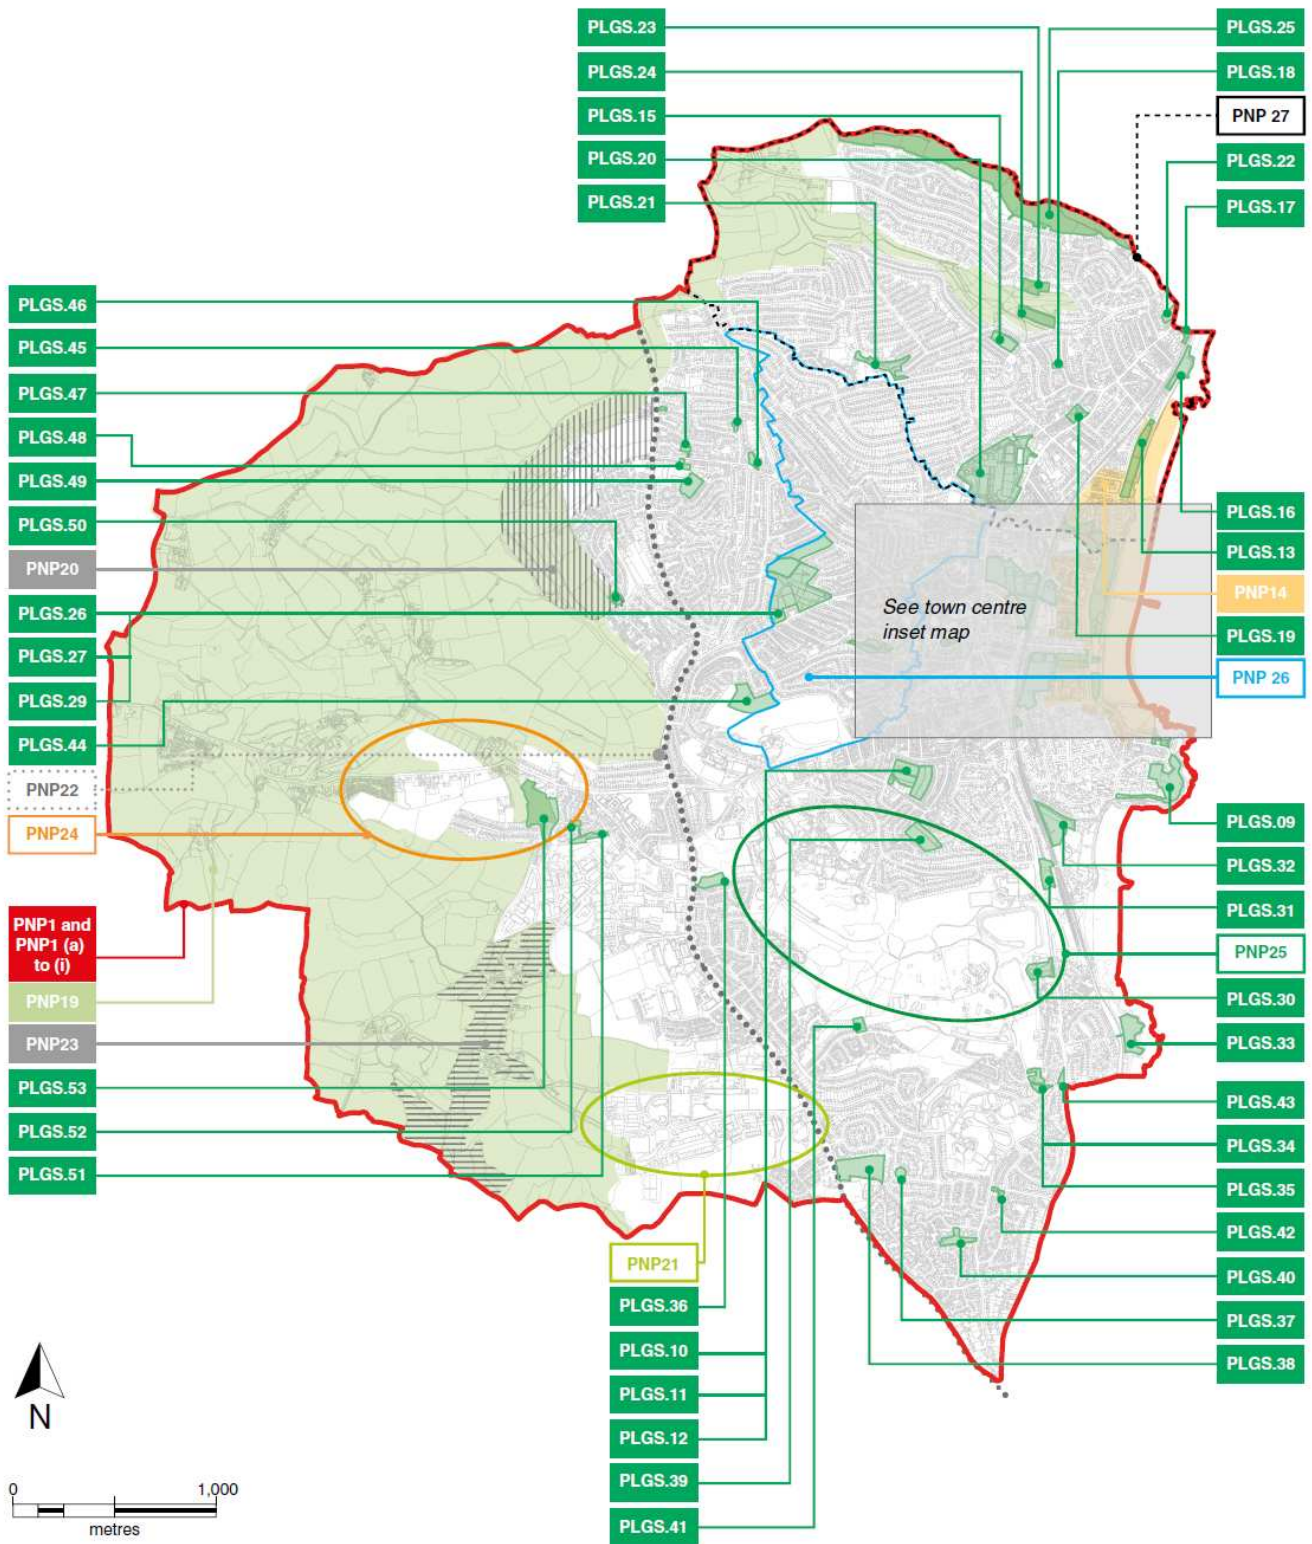 PLGS.23
PLGS.24
PLGS.15
PLGS.20
PLGS.21
PLGS.25
PLGS.18
PNP 27
PLGS.22
PLGS.17
PLGS.46
PLGS.45
PLGS.47
PLGS.48
PLGS.49
PLGS.50
PNP20
PLGS.26
PLGS.27
PLGS.29
PLGS.44
PNP22
PNP24
PNP1 and
PNP1 (a)
to (i)
PNP19
PNP23
PLGS.53
PLGS.52
PLGS.51
See town centre
inset map
PLGS.16
PLGS.13
PNP14
PLGS.19
PNP 26
PLGS.09
PLGS.32
PLGS.31
PNP25
PLGS.30
PLGS.33
PLGS.43
PLGS.34
PLGS.35
PLGS.42
PLGS.40
PLGS.37
PLGS.38
PNP21
PLGS.36
PLGS.10
PLGS.11
PLGS.12
PLGS.39
PLGS.41
N
0 1,000
metres